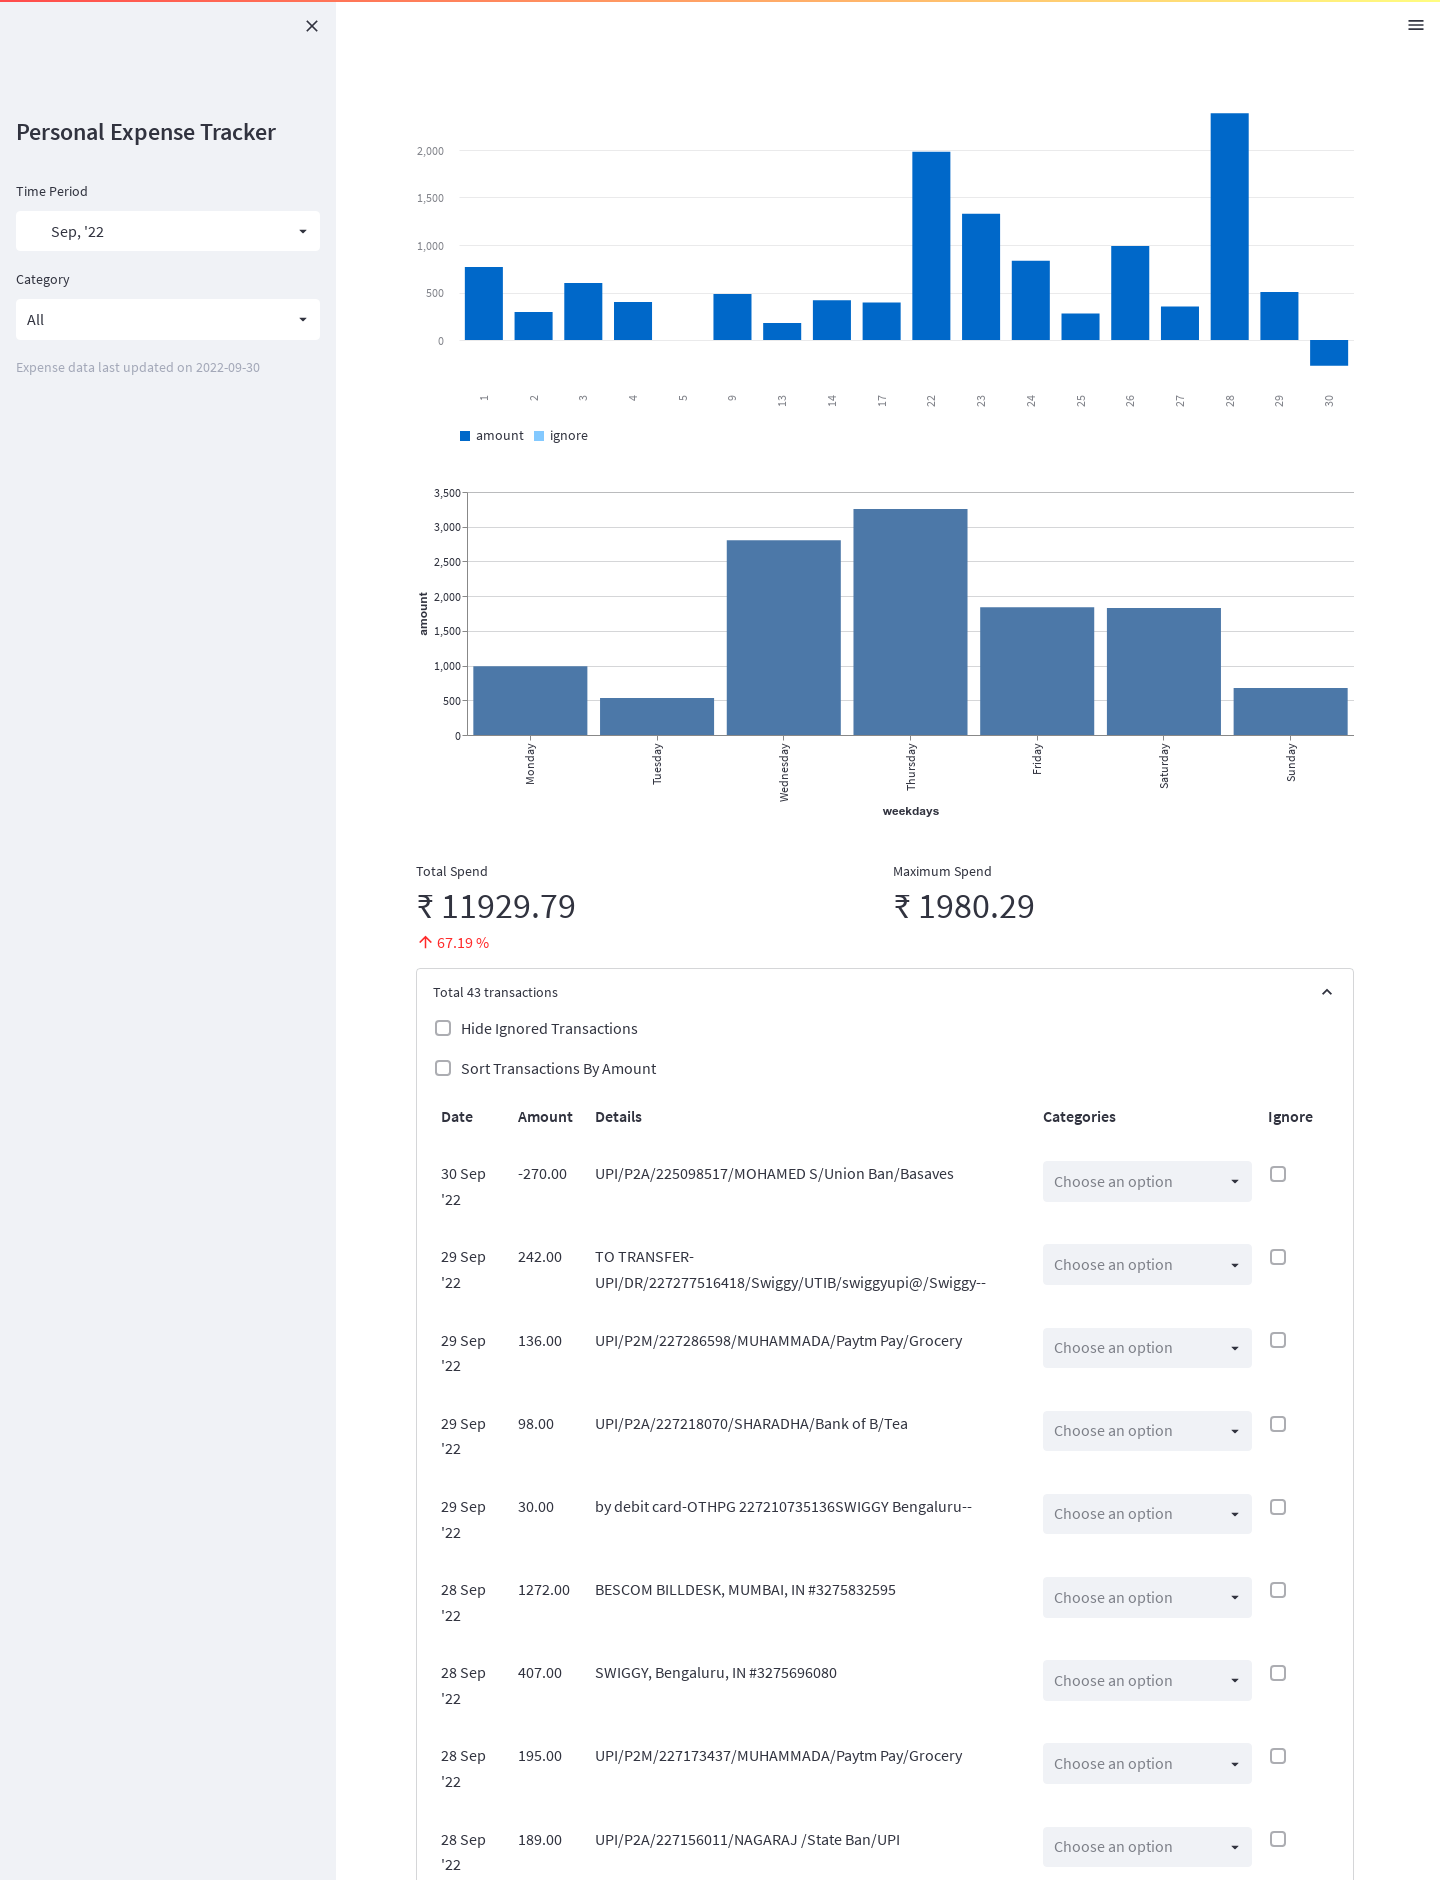 Personal Expense Tracker
Time Period
Sep, '22
Category
All
Expense data last updated on 2022-09-30
2,000
1,500
1,000
500
0
1 2 3 4 5 9 13 14 17 22 23 24 25 26 27 28 29 30
amount ignore
3,500
3,000
2,500
2,000
1,500
1,000
500
0
amount
Monday Tuesday Wednesday Thursday Friday Saturday Sunday
weekdays
Total Spend Maximum Spend
₹ 11929.79 ₹ 1980.29
67.19 %
Total 43 transactions
Hide Ignored Transactions
Sort Transactions By Amount
Date Amount Details Categories Ignore
30 Sep -270.00 UPI/P2A/225098517/MOHAMED S/Union Ban/Basaves Choose an option
'22
29 Sep 242.00 TO TRANSFER- Choose an option
'22 UPI/DR/227277516418/Swiggy/UTIB/swiggyupi@/Swiggy--
29 Sep 136.00 UPI/P2M/227286598/MUHAMMADA/Paytm Pay/Grocery Choose an option
'22
29 Sep 98.00 UPI/P2A/227218070/SHARADHA/Bank of B/Tea Choose an option
'22
29 Sep 30.00 by debit card-OTHPG 227210735136SWIGGY Bengaluru-- Choose an option
'22
28 Sep 1272.00 BESCOM BILLDESK, MUMBAI, IN #3275832595 Choose an option
'22
28 Sep 407.00 SWIGGY, Bengaluru, IN #3275696080 Choose an option
'22
28 Sep 195.00 UPI/P2M/227173437/MUHAMMADA/Paytm Pay/Grocery Choose an option
'22
28 Sep 189.00 UPI/P2A/227156011/NAGARAJ /State Ban/UPI Choose an option
'22